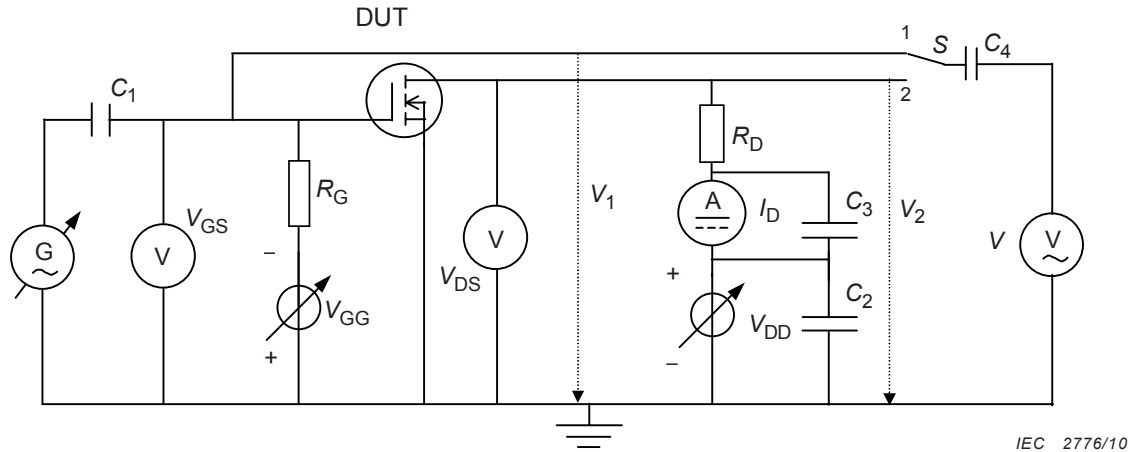 DUT
1
S
C4
C1
2
RD
RG
V1
A
ID
C3
V2
VGS
G
V
V
VDS
V
V
−
VGG
+
+
VDD
−
C2
IEC 2776/10